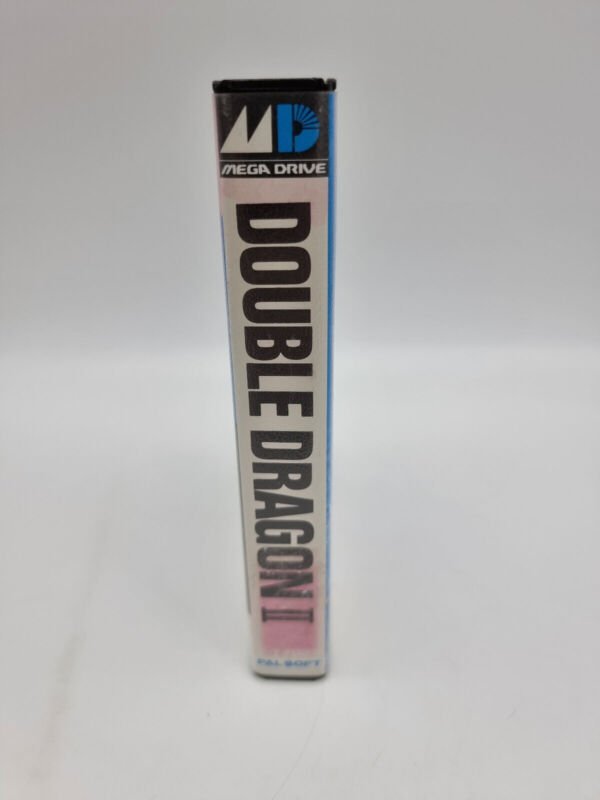 MD
MEGA DRIVE
DOUBLE DRAGON II
PAL SOFT